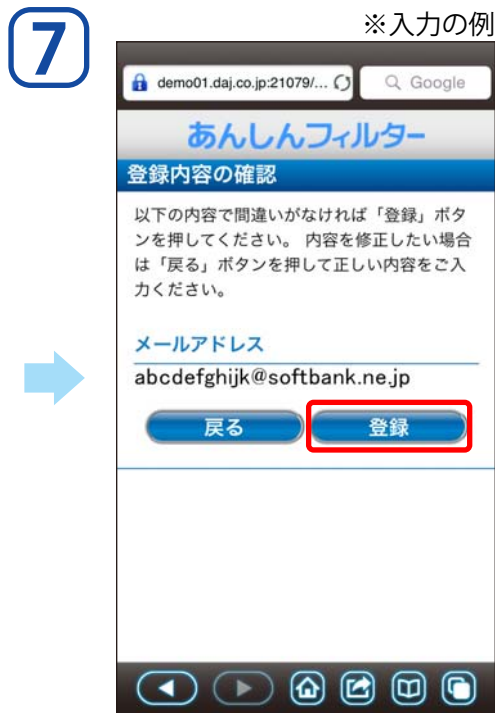 7
※入力の例
demo01.daj.co.jp:21079/...
Google
あんしんフィルター
登録内容の確認
以下の内容で間違いがなければ「登録」ボタ
ンを押してください。 内容を修正したい場合
は「戻る」ボタンを押して正しい内容をご入
力ください。
メールアドレス
abcdefghijk@softbank.ne.jp
戻る
登録